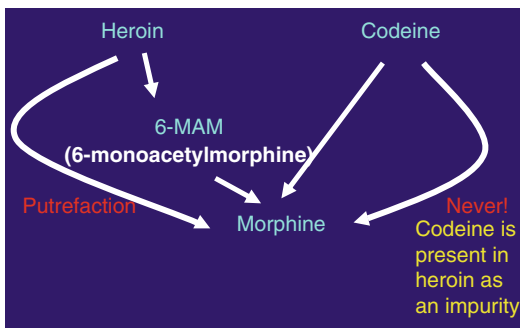 Heroin
Codeine
6-MAM
(6-monoacetylmorphine)
Putrefaction
Morphine
Never!
Codeine is
present in
heroin as
an impurity